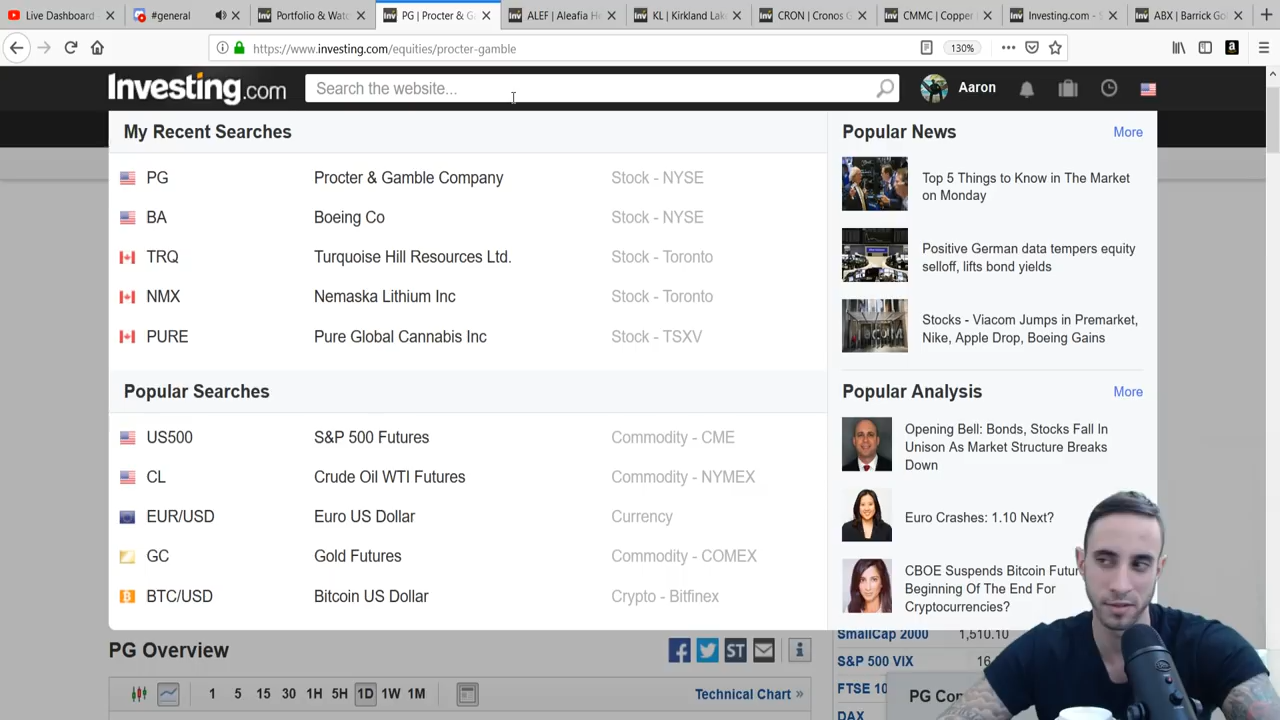 Live Dashboard
#general
Portfolio & Wat
PG | Procter & G
ALEF | Aleafia He
KL | Kirkland Lake
CRON | Cronos G
CMMC | Copper
Investing.com - S
ABX | Barrick Go
https://www.investing.com/equities/procter-gamble
130%
Investing.com
Search the website...
Aaron
My Recent Searches
PG Procter & Gamble Company Stock - NYSE
BA Boeing Co Stock - NYSE
TRQ Turquoise Hill Resources Ltd. Stock - Toronto
NMX Nemaska Lithium Inc Stock - Toronto
PURE Pure Global Cannabis Inc Stock - TSXV
Popular Searches
US500 S&P 500 Futures Commodity - CME
CL Crude Oil WTI Futures Commodity - NYMEX
EUR/USD Euro US Dollar Currency
GC Gold Futures Commodity - COMEX
BTC/USD Bitcoin US Dollar Crypto - Bitfinex
Popular News More
Top 5 Things to Know in The Market
on Monday
Positive German data tempers equity
selloff, lifts bond yields
Stocks - Viacom Jumps in Premarket,
Nike, Apple Drop, Boeing Gains
Popular Analysis More
Opening Bell: Bonds, Stocks Fall In
Unison As Market Structure Breaks
Down
Euro Crashes: 1.10 Next?
CBOE Suspends Bitcoin Futu
Beginning Of The End For
Cryptocurrencies?
PG Overview
ST
1 5 15 30 1H 5H 1D 1W 1M
Technical Chart »
SmallCap 2000 1,510.10
S&P 500 VIX 16
FTSE 10
DAX
PG Con